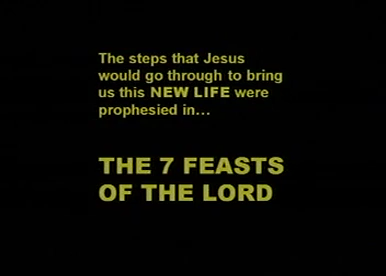 The steps that Jesus
would go through to bring
us this NEW LIFE were
prophesied in...
THE 7 FEASTS
OF THE LORD